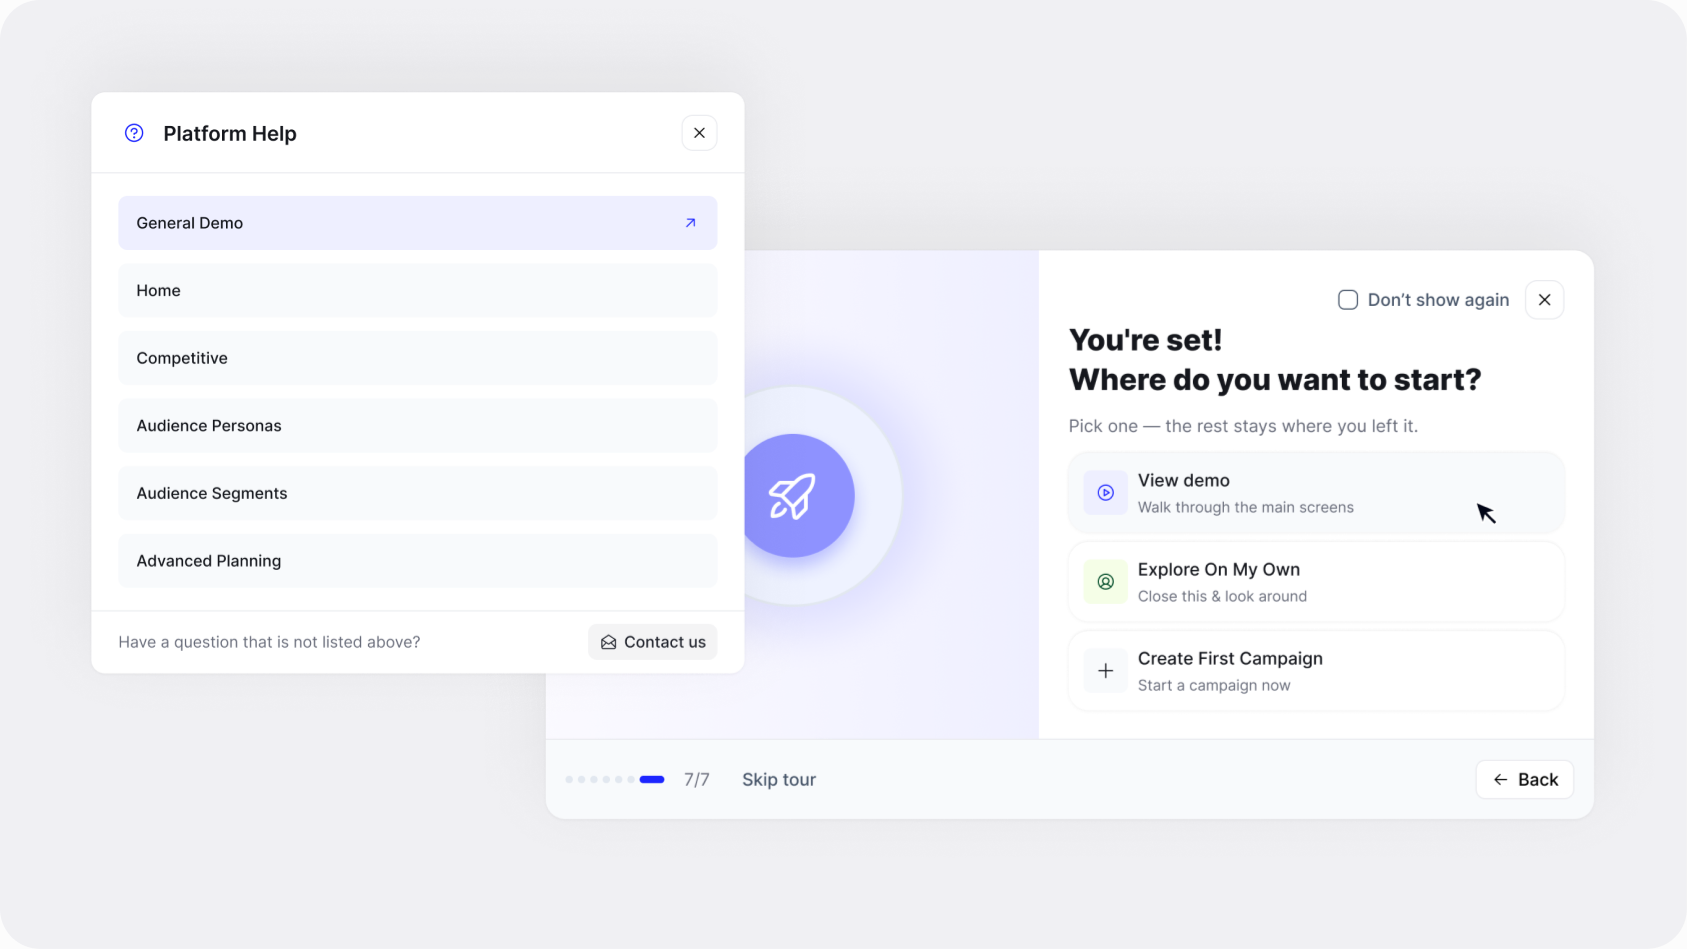 Platform Help
General Demo
Home
Competitive
Audience Personas
Audience Segments
Advanced Planning
Have a question that is not listed above?
Contact us
Don’t show again
You're set!
Where do you want to start?
Pick one — the rest stays where you left it.
View demo
Walk through the main screens
Explore On My Own
Close this & look around
Create First Campaign
Start a campaign now
7/7
Skip tour
Back